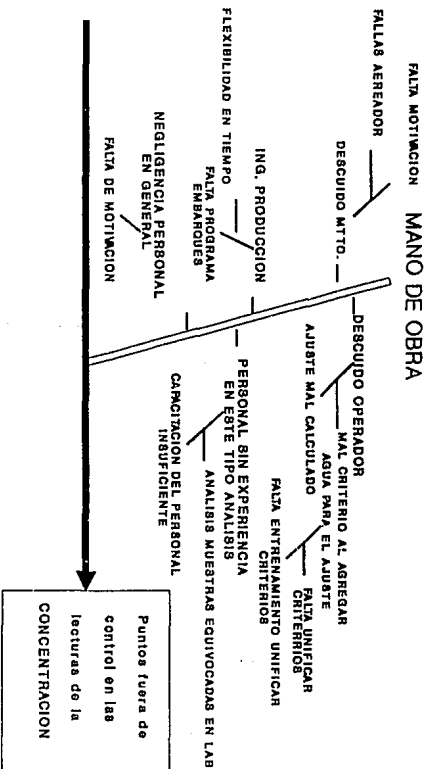 MANO DE OBRA
FALTA MOTIVACION
FALLAS AEREADOR
DESCUIDO MTTO.
FLEXIBILIDAD EN TIEMPO
ING. PRODUCCION
FALTA PROGRAMA
EMBARQUES
NEGLIGENCIA PERSONAL
EN GENERAL
FALTA DE MOTIVACION
DESCUIDO OPERADOR
MAL CRITERIO AL AGREGAR
AGUA PARA EL AJUSTE
AJUSTE MAL CALCULADO
FALTA UNIFICAR
CRITERRIOS
FALTA ENTRENAMIENTO UNIFICAR
CRITERIOS
PERSONAL SIN EXPERIENCIA
EN ESTE TIPO ANALISIS
ANALISIS MUESTRAS EQUIVOCADAS EN LAB
CAPACITACION DEL PERSONAL
INSUFICIENTE
Puntos fuera de
control en las
lecturas de la
CONCENTRACION